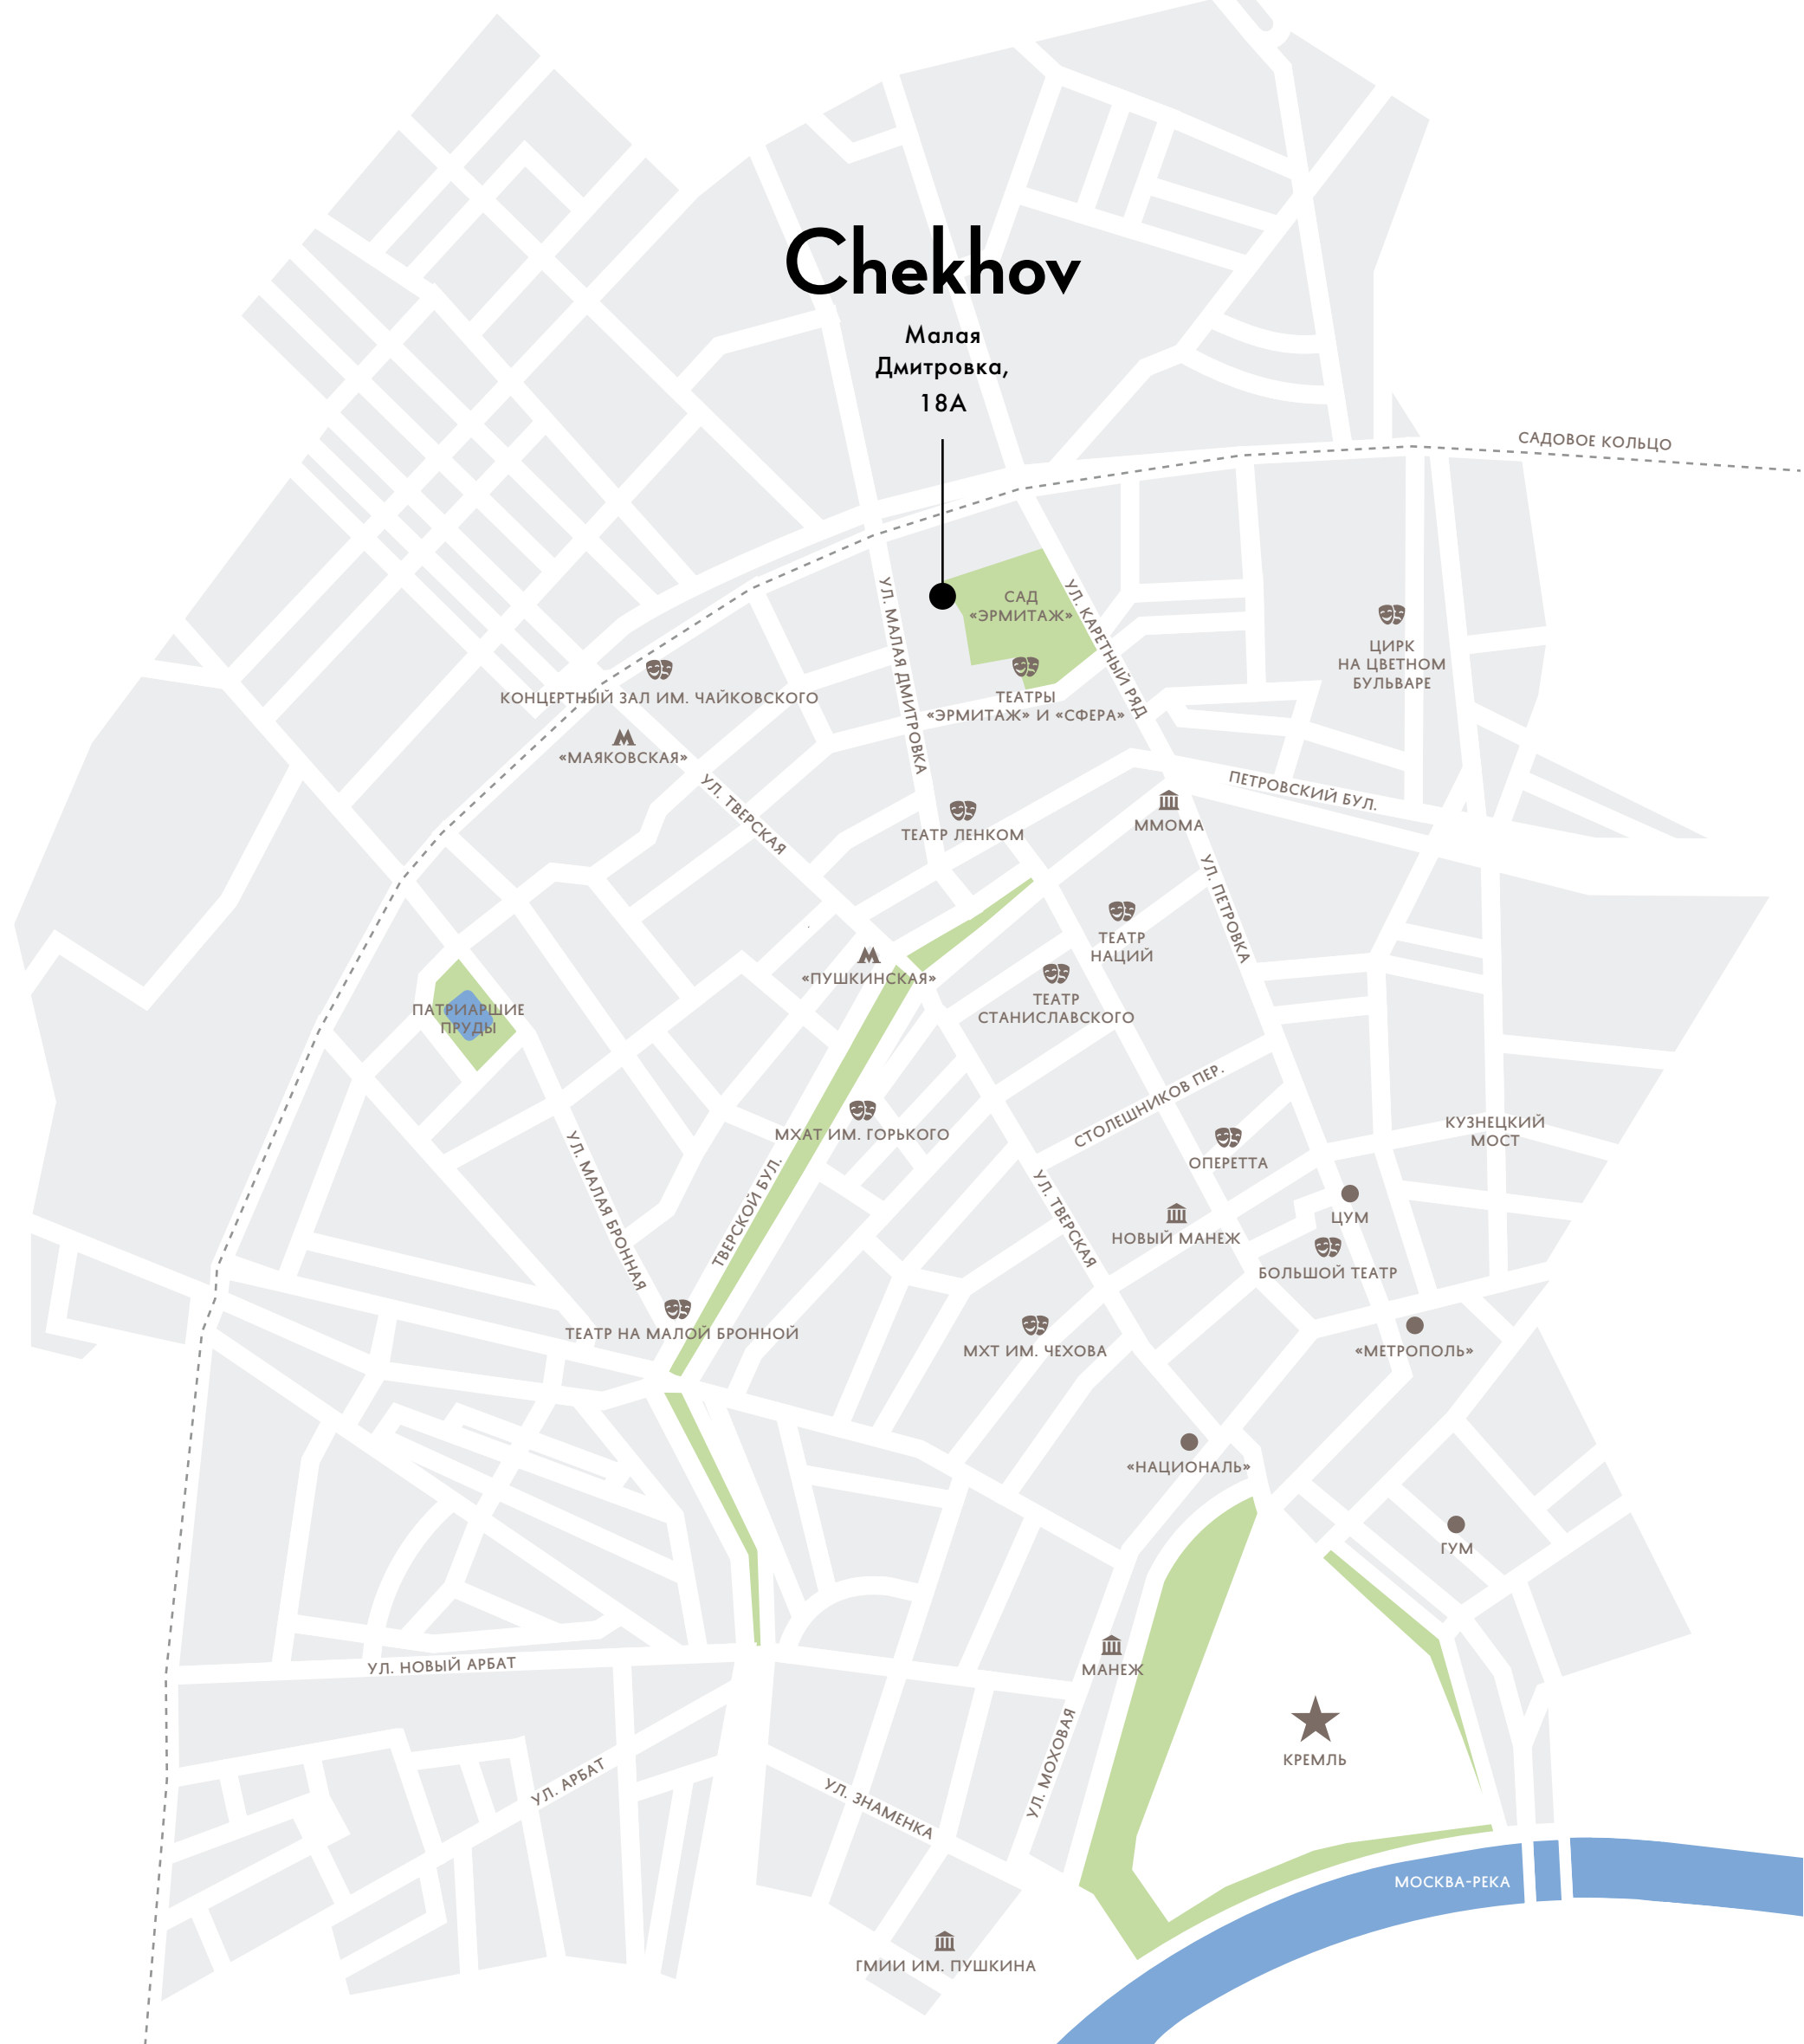 Chekhov
Малая
Дмитровка,
18А
САДОВОЕ КОЛЬЦО
САД
«ЭРМИТАЖ»
УЛ. МАЛАЯ ДМИТРОВКА
УЛ. КАРЕТНЫЙ РЯД
ЦИРК
НА ЦВЕТНОМ
БУЛЬВАРЕ
КОНЦЕРТНЫЙ ЗАЛ ИМ. ЧАЙКОВСКОГО
ТЕАТРЫ
«ЭРМИТАЖ» И «СФЕРА»
«МАЯКОВСКАЯ»
УЛ. ТВЕРСКАЯ
ПЕТРОВСКИЙ БУЛ.
ТЕАТР ЛЕНКОМ
ММОМА
УЛ. ПЕТРОВКА
ТЕАТР
НАЦИЙ
«ПУШКИНСКАЯ»
ТЕАТР
СТАНИСЛАВСКОГО
ПАТРИАРШИЕ
ПРУДЫ
СТОЛЕШНИКОВ ПЕР.
КУЗНЕЦКИЙ
МОСТ
МХАТ ИМ. ГОРЬКОГО
УЛ. МАЛАЯ БРОННАЯ
ТВЕРСКОЙ БУЛ.
ОПЕРЕТТА
УЛ. ТВЕРСКАЯ
ЦУМ
НОВЫЙ МАНЕЖ
БОЛЬШОЙ ТЕАТР
ТЕАТР НА МАЛОЙ БРОННОЙ
МХТ ИМ. ЧЕХОВА
«МЕТРОПОЛЬ»
«НАЦИОНАЛЬ»
ГУМ
УЛ. НОВЫЙ АРБАТ
МАНЕЖ
УЛ. МОХОВАЯ
КРЕМЛЬ
УЛ. АРБАТ
УЛ. ЗНАМЕНКА
МОСКВА-РЕКА
ГМИИ ИМ. ПУШКИНА